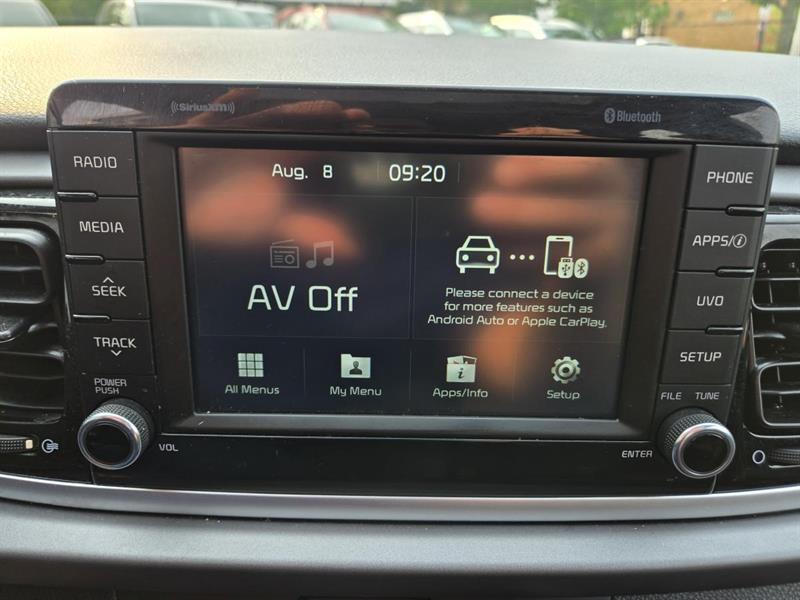 SiriusXM
Bluetooth
RADIO
MEDIA
SEEK
TRACK
POWER
PUSH
VOL
Aug. 8 09:20
AV Off
Please connect a device
for more features such as
Android Auto or Apple CarPlay.
All Menus
My Menu
Apps/Info
Setup
PHONE
APPS/i
UVO
SETUP
FILE TUNE
ENTER